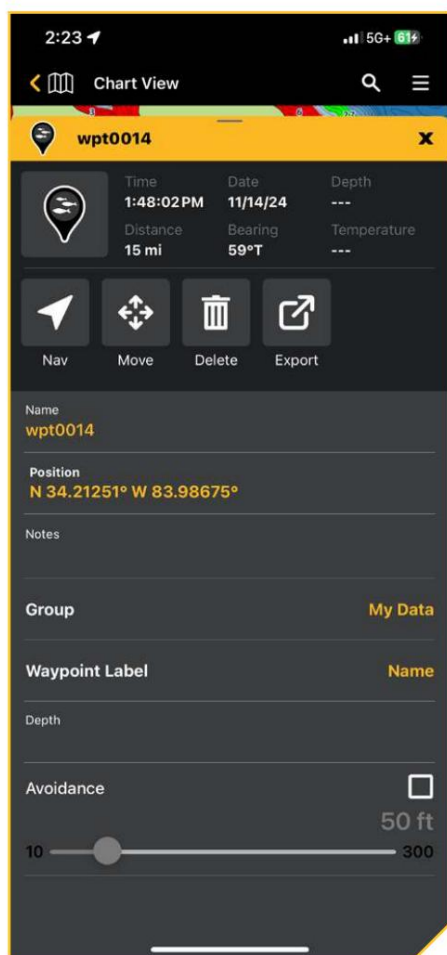 2:23 5G+ 61
Chart View
wpt0014 X
Time Date Depth
1:48:02 PM 11/14/24 ---
Distance Bearing Temperature
15 mi 59°T ---
Nav Move Delete Export
Name
wpt0014
Position
N 34.21251° W 83.98675°
Notes
Group My Data
Waypoint Label Name
Depth
Avoidance
50 ft
10 300